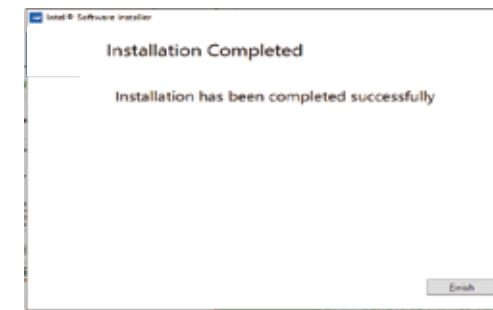 Intel® Software Installer
Installation Completed
Installation has been completed successfully
Finish